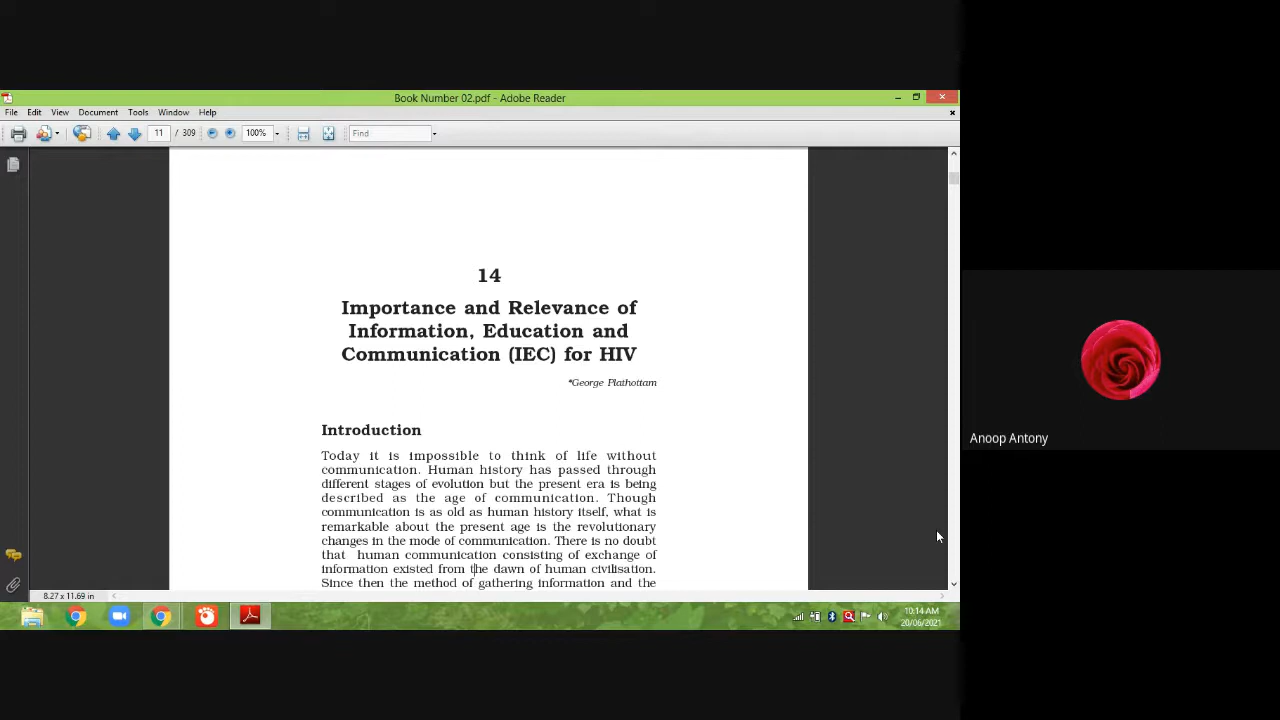 Book Number 02.pdf - Adobe Reader
File Edit View Document Tools Window Help
11 / 309 100% Find
14
Importance and Relevance of
Information, Education and
Communication (IEC) for HIV
*George Plathottam
Introduction
Today it is impossible to think of life without
communication. Human history has passed through
different stages of evolution but the present era is being
described as the age of communication. Though
communication is as old as human history itself, what is
remarkable about the present age is the revolutionary
changes in the mode of communication. There is no doubt
that human communication consisting of exchange of
information existed from the dawn of human civilisation.
Since then the method of gathering information and the
8.27 x 11.69 in
10:14 AM
20/06/2021
Anoop Antony